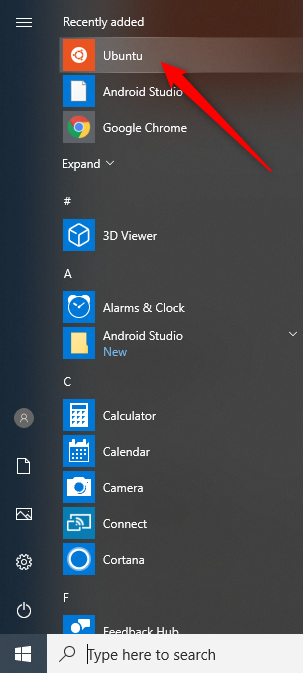 Recently added
Ubuntu
Android Studio
Google Chrome
Expand
#
3D Viewer
A
Alarms & Clock
Android Studio
New
C
Calculator
Calendar
Camera
Connect
Cortana
F
Feedback Hub
Type here to search